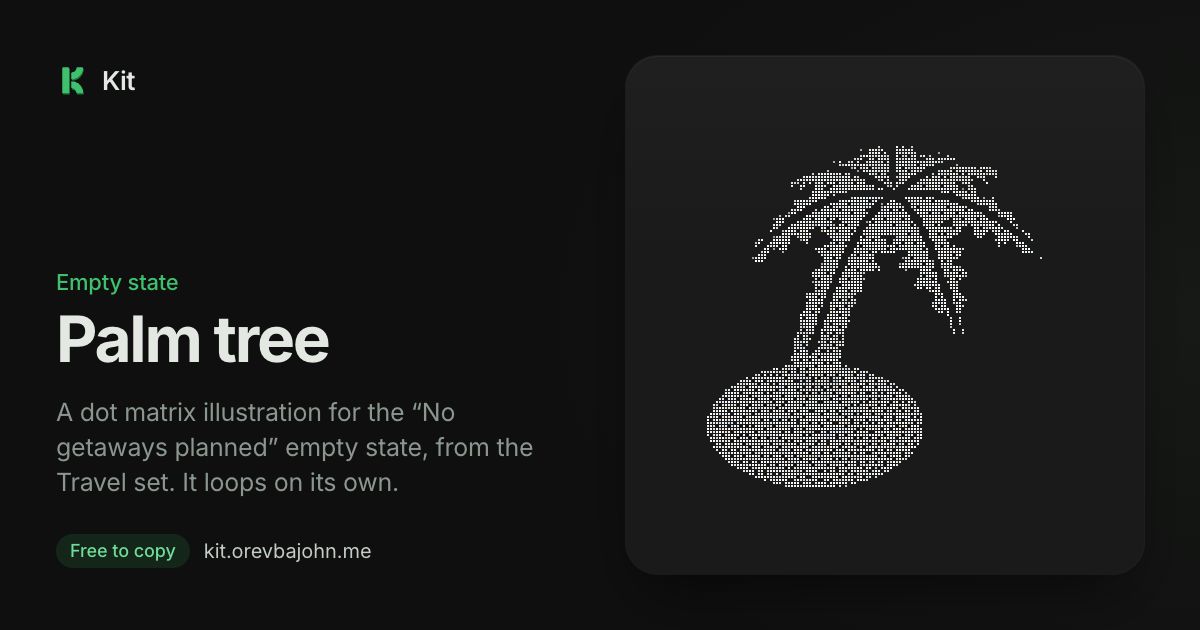 Kit
Empty state
Palm tree
A dot matrix illustration for the “No
getaways planned” empty state, from the
Travel set. It loops on its own.
Free to copy
kit.orevbajohn.me